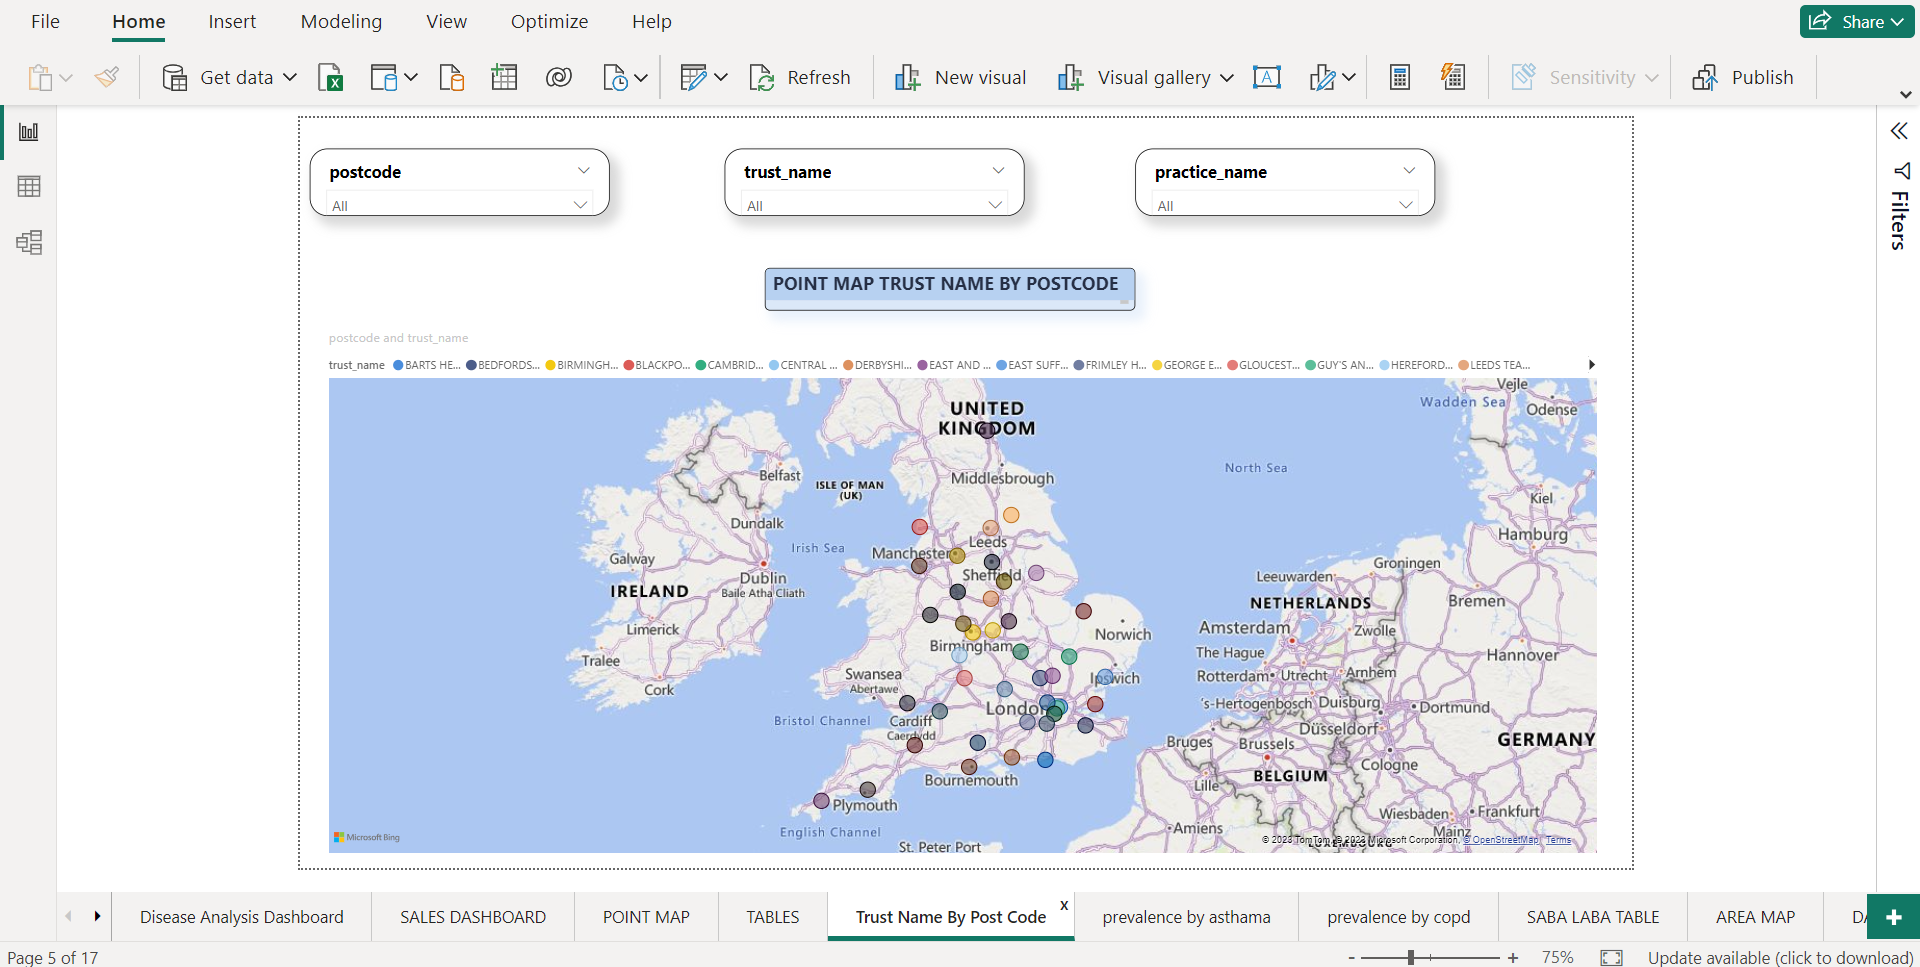 File Home Insert Modeling View Optimize Help Share
Get data Refresh New visual Visual gallery Sensitivity Publish
postcode
All
trust_name
All
practice_name
All
Filters
POINT MAP TRUST NAME BY POSTCODE
postcode and trust_name
trust_name BARTS HE... BEDFORDS... BIRMINGH... BLACKPO... CAMBRID... CENTRAL ... DERBYSHI... EAST AND ... EAST SUFF... FRIMLEY H... GEORGE E... GLOUCEST... GUY'S AN... HEREFORD... LEEDS TEA...
UNITED
KINGDOM
Vejle
Wadden Sea
Odense
North Sea
Belfast
ISLE OF MAN
(UK)
Middlesbrough
Kiel
Dundalk
Hamburg
Irish Sea
Leeds
Galway
Manchester
Groningen
Sheffield
Dublin
Baile Atha Cliath
Leeuwarden
IRELAND
NETHERLANDS
Bremen
Limerick
Norwich
Amsterdam
Zwolle
Birmingham
The Hague
Hannover
Tralee
Swansea
Abertawe
Ipswich
Rotterdam
Utrecht
Arnhem
Cork
's-Hertogenbosch
Duisburg
Dortmund
London
Bristol Channel
Cardiff
Caerdydd
Düsseldorf
Bruges
Brussels
GERMANY
Cologne
Bournemouth
BELGIUM
Lille
Plymouth
Wiesbaden
Frankfurt
English Channel
Amiens
Mainz
St. Peter Port
LUXEMBOURG
Microsoft Bing
© 2023 TomTom, © 2023 Microsoft Corporation, © OpenStreetMap Terms
Disease Analysis Dashboard SALES DASHBOARD POINT MAP TABLES Trust Name By Post Code x prevalence by asthama prevalence by copd SABA LABA TABLE AREA MAP +
Page 5 of 17 - + 75% Update available (click to download)